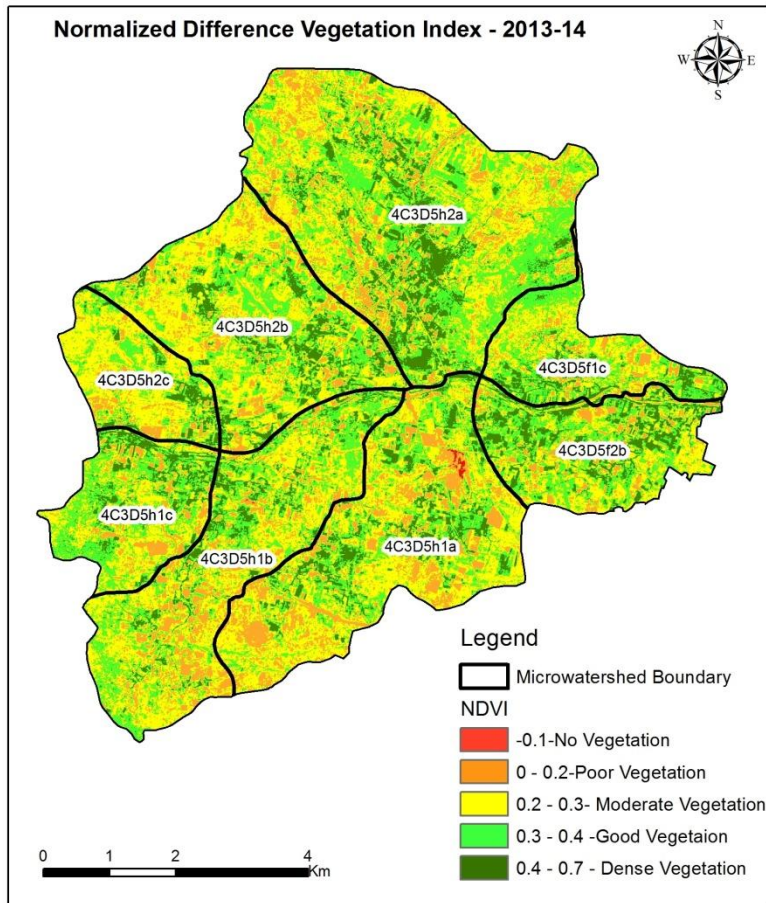 Normalized Difference Vegetation Index - 2013-14
N
W E
S
4C3D5h2a
4C3D5h2b
4C3D5f1c
4C3D5h2c
4C3D5f2b
4C3D5h1c
4C3D5h1a
4C3D5h1b
Legend
Microwatershed Boundary
NDVI
-0.1-No Vegetation
0 - 0.2-Poor Vegetation
0.2 - 0.3- Moderate Vegetation
0.3 - 0.4 -Good Vegetaion
0.4 - 0.7 - Dense Vegetation
0 1 2 4
Km